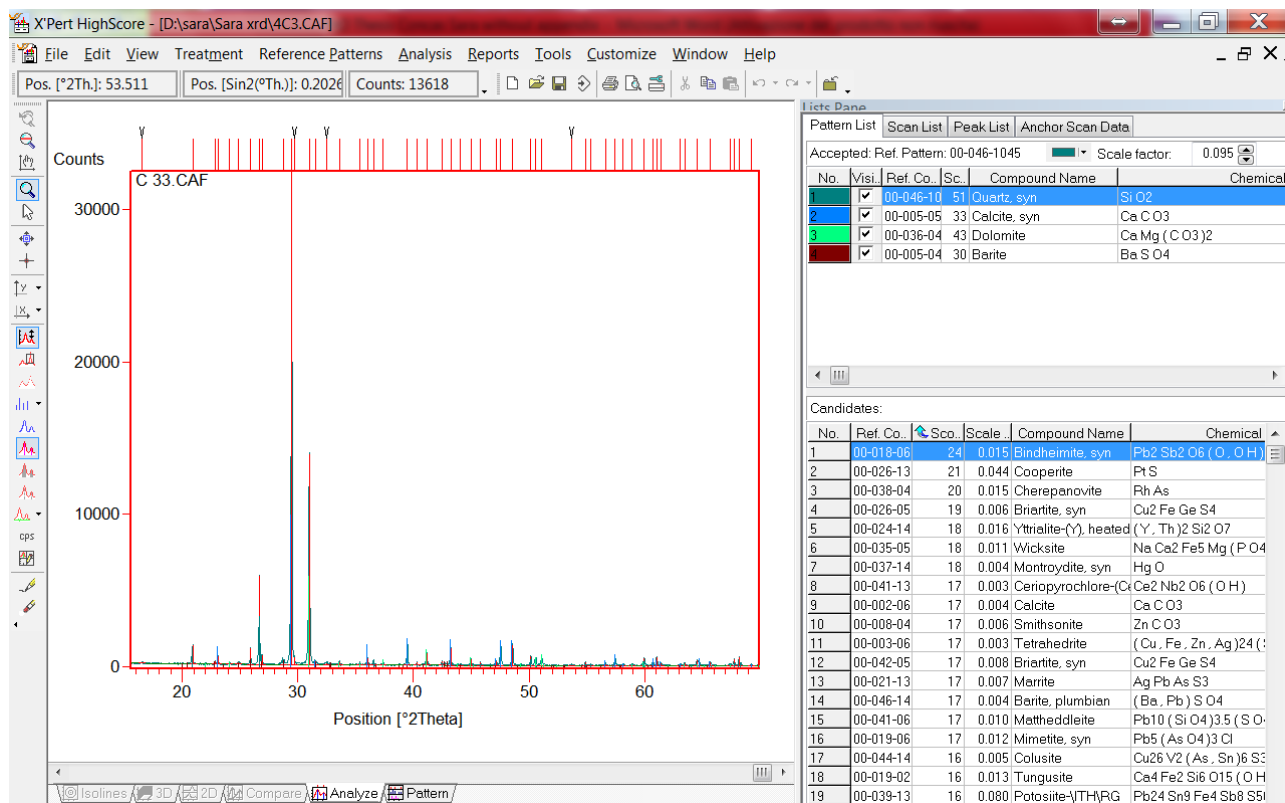 X'Pert HighScore - [D:\sara\Sara xrd\4C3.CAF]
File Edit View Treatment Reference Patterns Analysis Reports Tools Customize Window Help
Pos. [°2Th.]: 53.511 Pos. [Sin2(°Th.)]: 0.2026 Counts: 13618
Lists Pane
Pattern List Scan List Peak List Anchor Scan Data
Accepted: Ref. Pattern: 00-046-1045 Scale factor: 0.095
No. Visi.. Ref. Co.. Sc.. Compound Name Chemical
1 00-046-10 51 Quartz, syn Si O2
2 00-005-05 33 Calcite, syn Ca C O3
3 00-036-04 43 Dolomite Ca Mg ( C O3 )2
4 00-005-04 30 Barite Ba S O4
Counts
C 33.CAF
30000
20000
10000
0
20 30 40 50 60
Position [°2Theta]
cps
Candidates:
No. Ref. Co.. Sco.. Scale .. Compound Name Chemical
1 00-018-06 24 0.015 Bindheimite, syn Pb2 Sb2 O6 ( O , O H )
2 00-026-13 21 0.044 Cooperite Pt S
3 00-038-04 20 0.015 Cherepanovite Rh As
4 00-026-05 19 0.006 Briartite, syn Cu2 Fe Ge S4
5 00-024-14 18 0.016 Yttrialite-(Y), heated ( Y , Th )2 Si2 O7
6 00-035-05 18 0.011 Wicksite Na Ca2 Fe5 Mg ( P O4
7 00-037-14 18 0.004 Montroydite, syn Hg O
8 00-041-13 17 0.003 Ceriopyrochlore-(Ce Ce2 Nb2 O6 ( O H )
9 00-002-06 17 0.004 Calcite Ca C O3
10 00-008-04 17 0.006 Smithsonite Zn C O3
11 00-003-06 17 0.003 Tetrahedrite ( Cu , Fe , Zn , Ag )24 (
12 00-042-05 17 0.008 Briartite, syn Cu2 Fe Ge S4
13 00-021-13 17 0.007 Marrite Ag Pb As S3
14 00-046-14 17 0.004 Barite, plumbian ( Ba , Pb ) S O4
15 00-041-06 17 0.010 Mattheddleite Pb10 ( Si O4 )3.5 ( S O
16 00-019-06 17 0.012 Mimetite, syn Pb5 ( As O4 )3 Cl
17 00-044-14 16 0.005 Colusite Cu26 V2 ( As , Sn )6 S3
18 00-019-02 16 0.013 Tungusite Ca4 Fe2 Si6 O15 ( O H
19 00-039-13 16 0.080 Potosiite-\ITH\RG Pb24 Sn9 Fe4 Sb8 S5
Isolines 3D 2D Compare Analyze Pattern